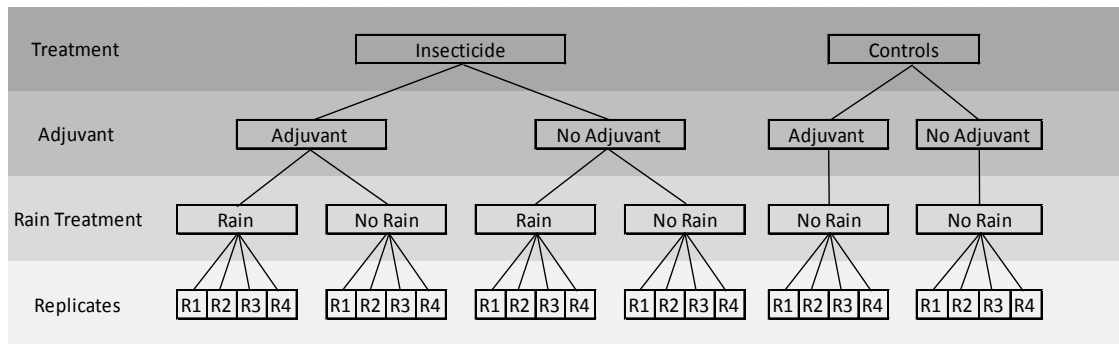 Treatment Insecticide Controls
Adjuvant Adjuvant No Adjuvant Adjuvant No Adjuvant
Rain Treatment Rain No Rain Rain No Rain No Rain No Rain
Replicates R1 R2 R3 R4 R1 R2 R3 R4 R1 R2 R3 R4 R1 R2 R3 R4 R1 R2 R3 R4 R1 R2 R3 R4